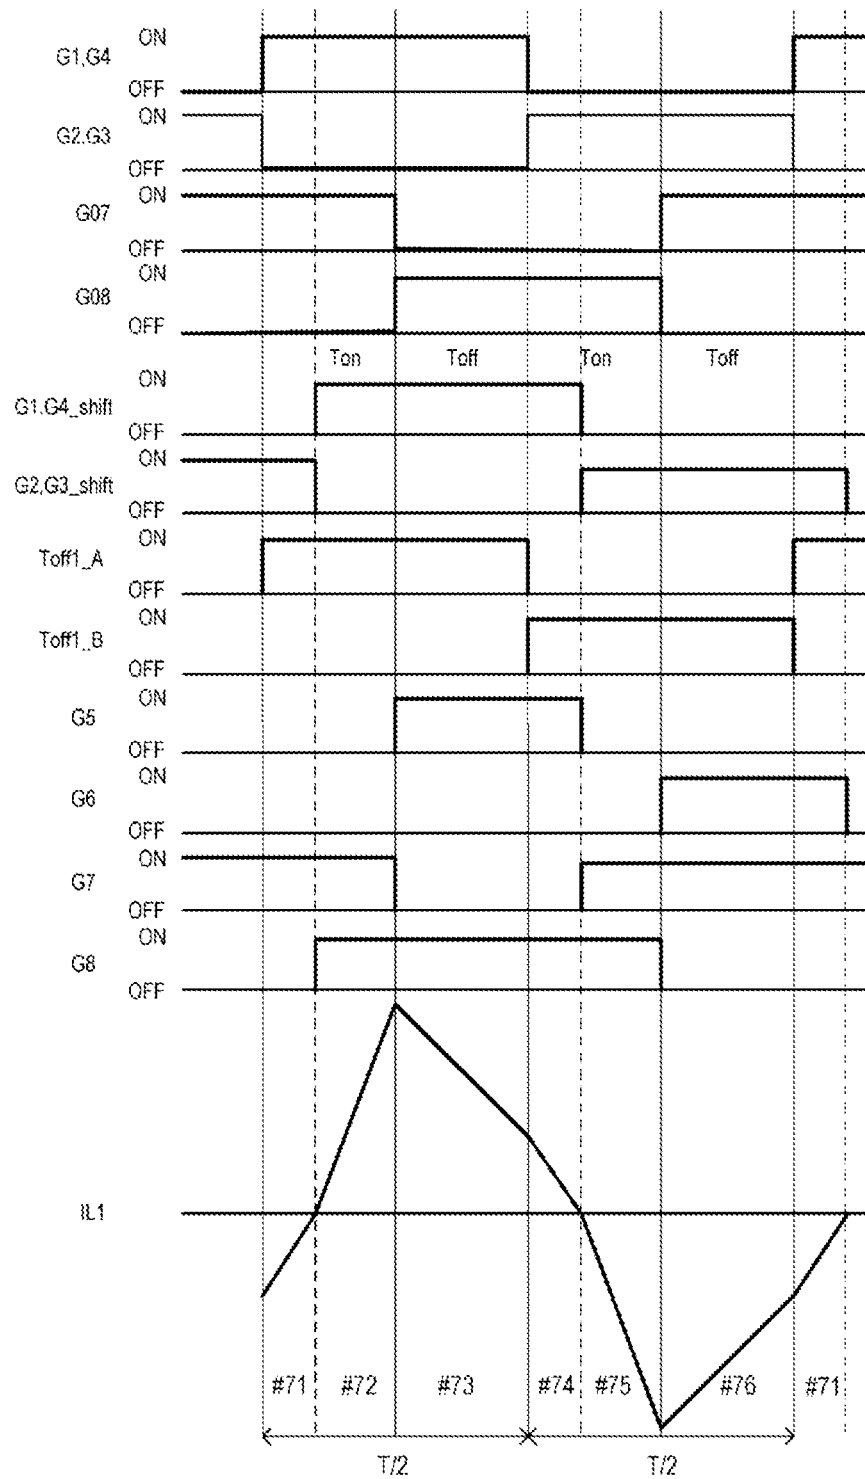 ON
G1,G4
OFF
ON
G2.G3
OFF
ON
G07
OFF
ON
G08
OFF
Ton Toff Ton Toff
ON
G1.G4_shift
OFF
ON
G2,G3_shift
OFF
ON
Toff1_A
OFF
ON
Toff1_B
OFF
ON
G5
OFF
ON
G6
OFF
ON
G7
OFF
ON
G8
OFF
IL1
#71 #72 #73 #74 #75 #76 #71
T/2 T/2